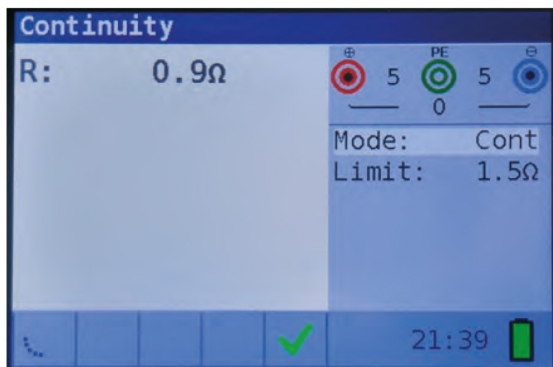 Continuity
R: 0.9Ω
⊕ PE ⊖
5 5
0
Mode: Cont
Limit: 1.5Ω
21:39